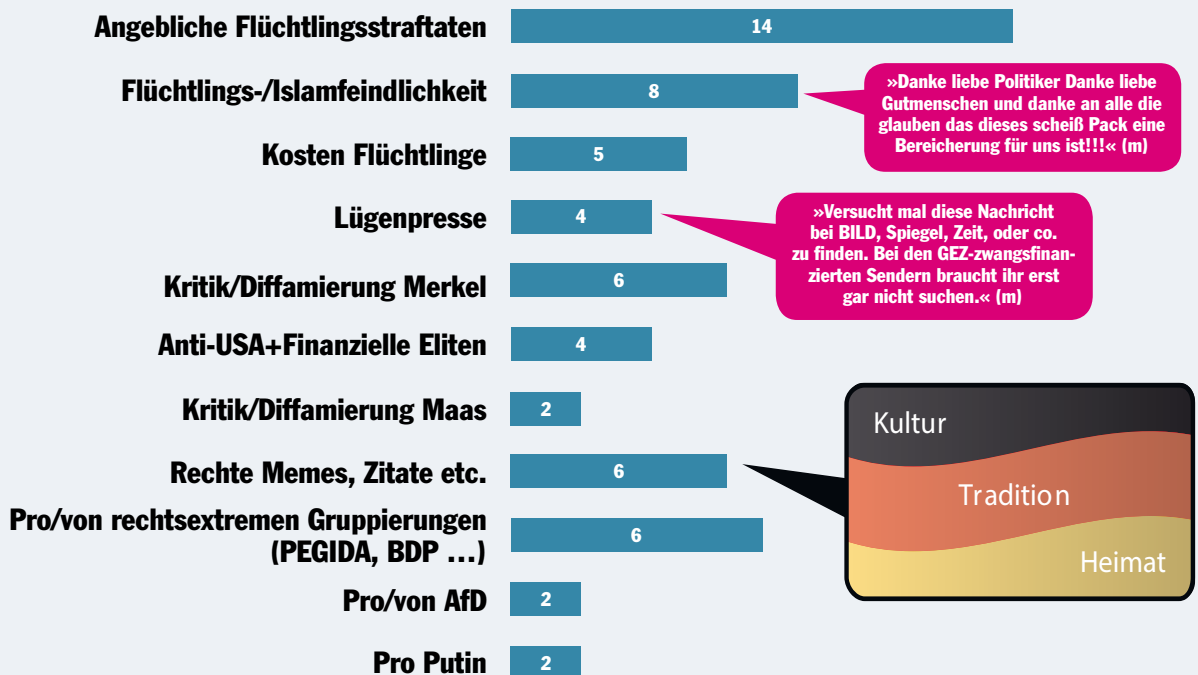 Angebliche Flüchtlingsstraftaten
14
Flüchtlings-/Islamfeindlichkeit
8
»Danke liebe Politiker Danke liebe
Gutmenschen und danke an alle die
glauben das dieses scheiß Pack eine
Bereicherung für uns ist!!!« (m)
Kosten Flüchtlinge
5
Lügenpresse
4
»Versucht mal diese Nachricht
bei BILD, Spiegel, Zeit, oder co.
zu finden. Bei den GEZ-zwangsfinan-
zierten Sendern braucht ihr erst
gar nicht suchen.« (m)
Kritik/Diffamierung Merkel
6
Anti-USA+Finanzielle Eliten
4
Kritik/Diffamierung Maas
2
Rechte Memes, Zitate etc.
6
Kultur
Tradition
Heimat
Pro/von rechtsextremen Gruppierungen
(PEGIDA, BDP …)
6
Pro/von AfD
2
Pro Putin
2